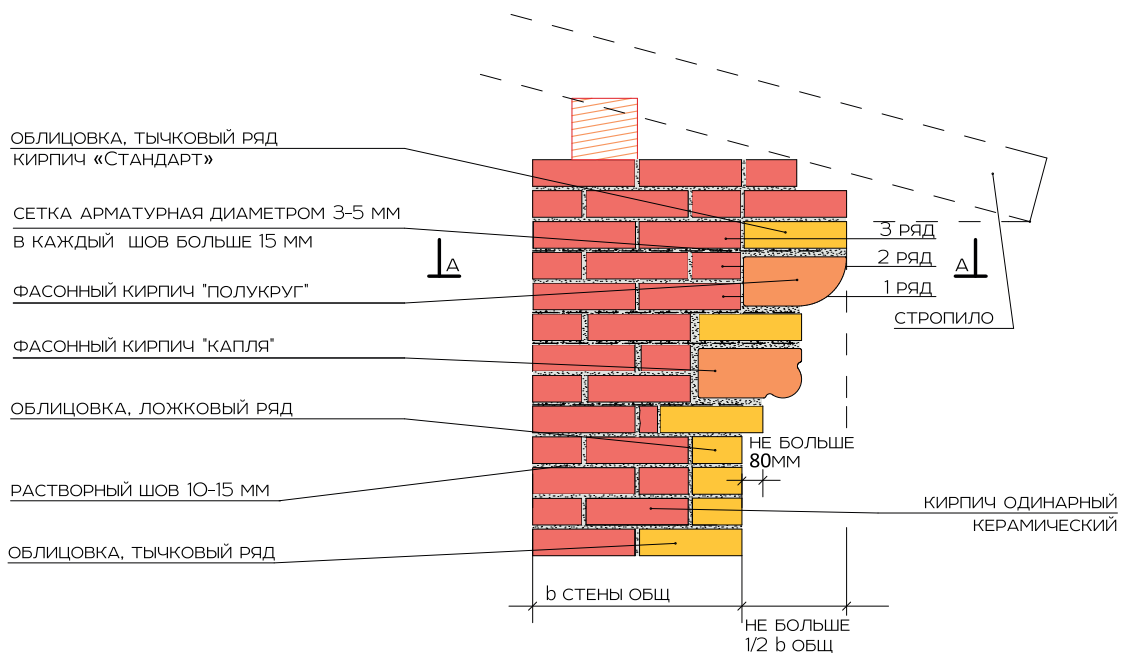 ОБЛИЦОВКА, ТЫЧКОВЫЙ РЯД
КИРПИЧ «СТАНДАРТ»
СЕТКА АРМАТУРНАЯ ДИАМЕТРОМ 3-5 ММ
В КАЖДЫЙ ШОВ БОЛЬШЕ 15 ММ
А
А
3 РЯД
2 РЯД
1 РЯД
ФАСОННЫЙ КИРПИЧ "ПОЛУКРУГ"
СТРОПИЛО
ФАСОННЫЙ КИРПИЧ "КАПЛЯ"
ОБЛИЦОВКА, ЛОЖКОВЫЙ РЯД
НЕ БОЛЬШЕ
80ММ
РАСТВОРНЫЙ ШОВ 10-15 ММ
КИРПИЧ ОДИНАРНЫЙ
КЕРАМИЧЕСКИЙ
ОБЛИЦОВКА, ТЫЧКОВЫЙ РЯД
b СТЕНЫ ОБЩ
НЕ БОЛЬШЕ
1/2 b ОБЩ